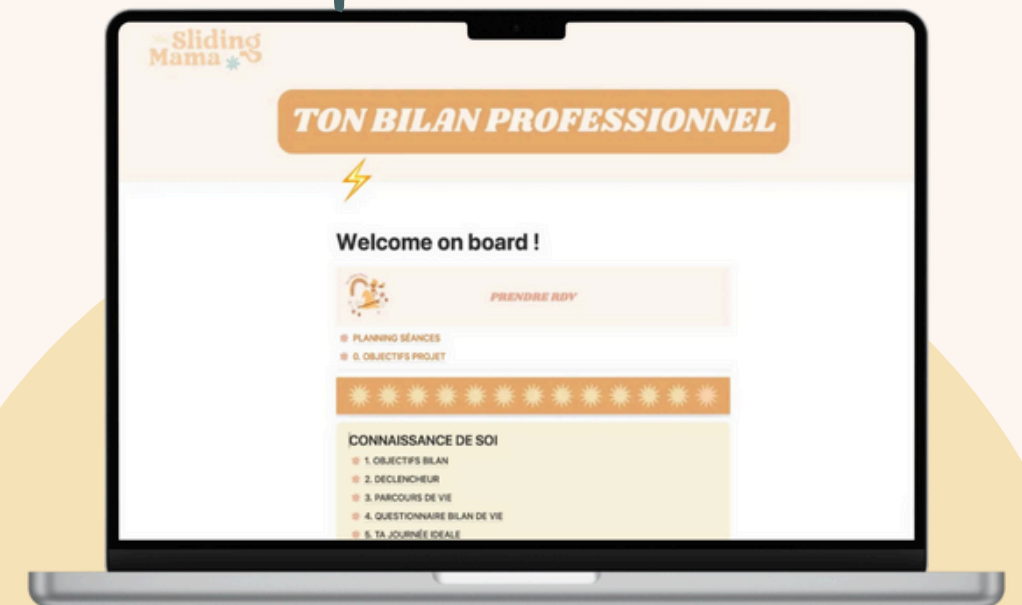 Sliding
Mama
TON BILAN PROFESSIONNEL
Welcome on board !
PRENDRE RDV
PLANNING SÉANCES
0. OBJECTIFS PROJET
CONNAISSANCE DE SOI
1. OBJECTIFS BILAN
2. DECLENCHEUR
3. PARCOURS DE VIE
4. QUESTIONNAIRE BILAN DE VIE
5. TA JOURNÉE IDEALE